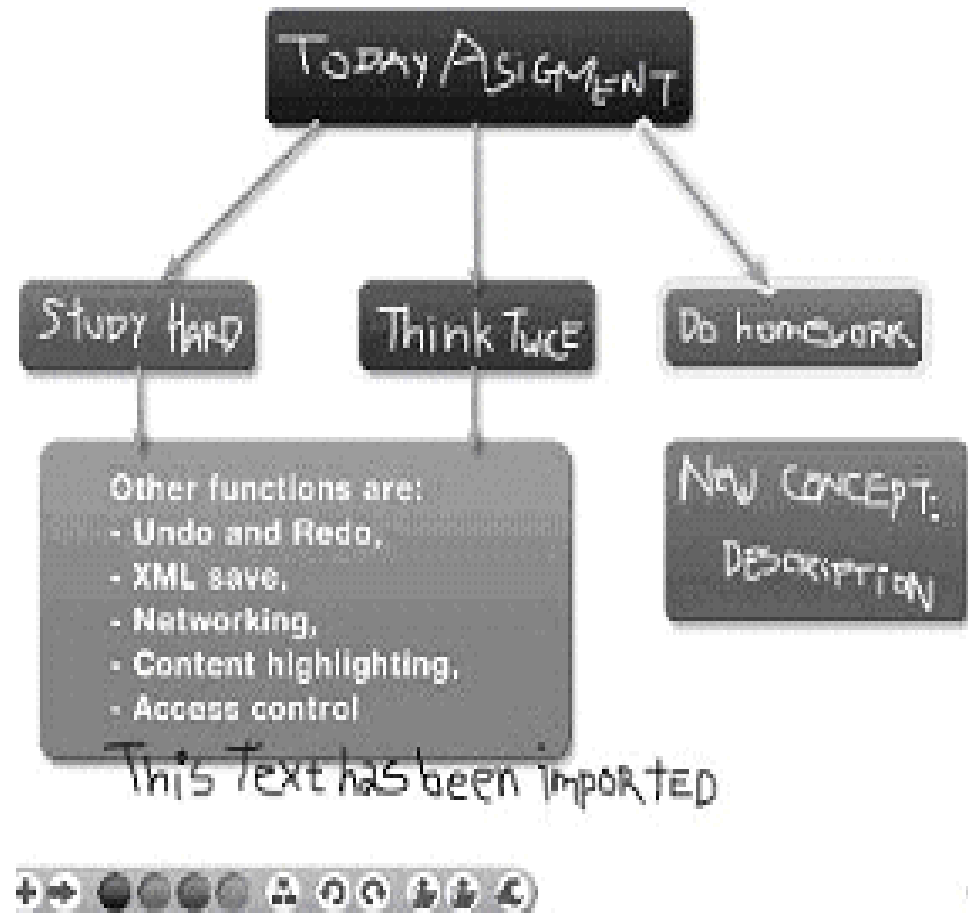 TODAY ASIGMENT
STUDY HARD
Think TWCE
Do homework
Other functions are:
- Undo and Redo,
- XML save,
- Networking,
- Content highlighting,
- Access control
NEW CONCEPT:
DESCRIPTION
This Text has been imported